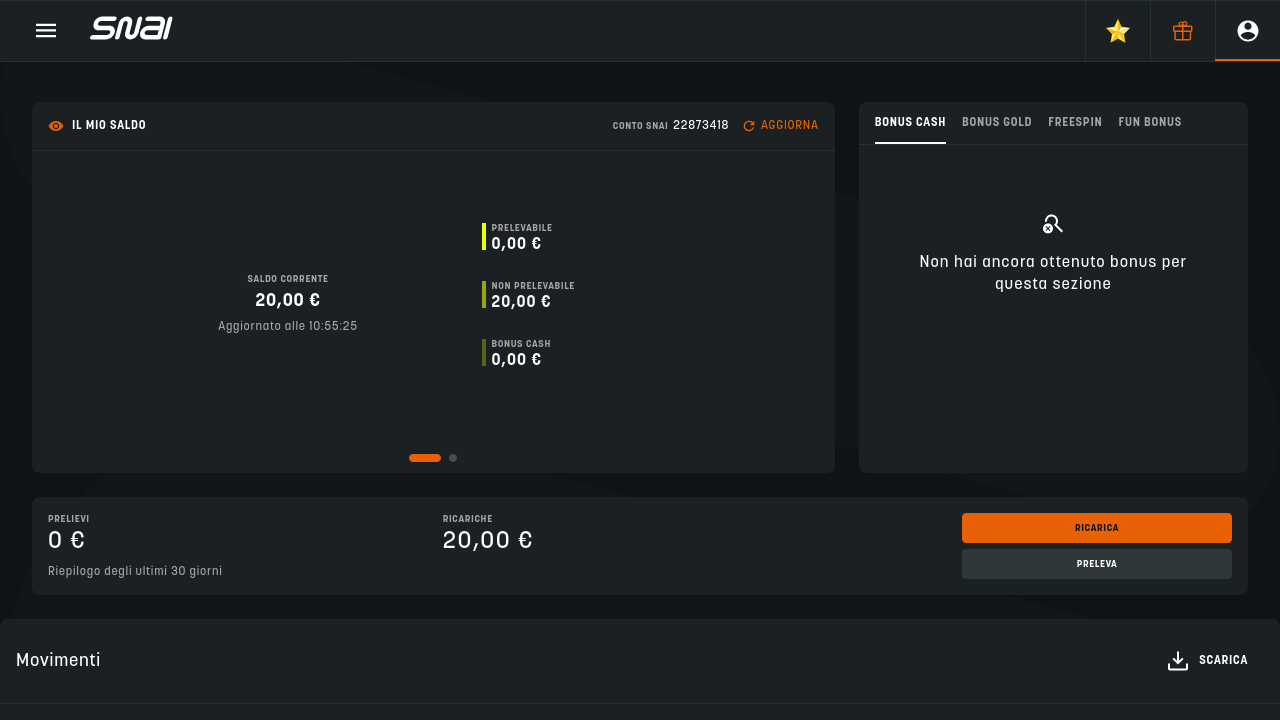 SNAI
IL MIO SALDO
CONTO SNAI 22873418 AGGIORNA
SALDO CORRENTE
20,00 €
Aggiornato alle 10:55:25
PRELEVABILE
0,00 €
NON PRELEVABILE
20,00 €
BONUS CASH
0,00 €
BONUS CASH BONUS GOLD FREESPIN FUN BONUS
Non hai ancora ottenuto bonus per
questa sezione
PRELIEVI
0 €
Riepilogo degli ultimi 30 giorni
RICARICHE
20,00 €
RICARICA
PRELEVA
Movimenti
SCARICA